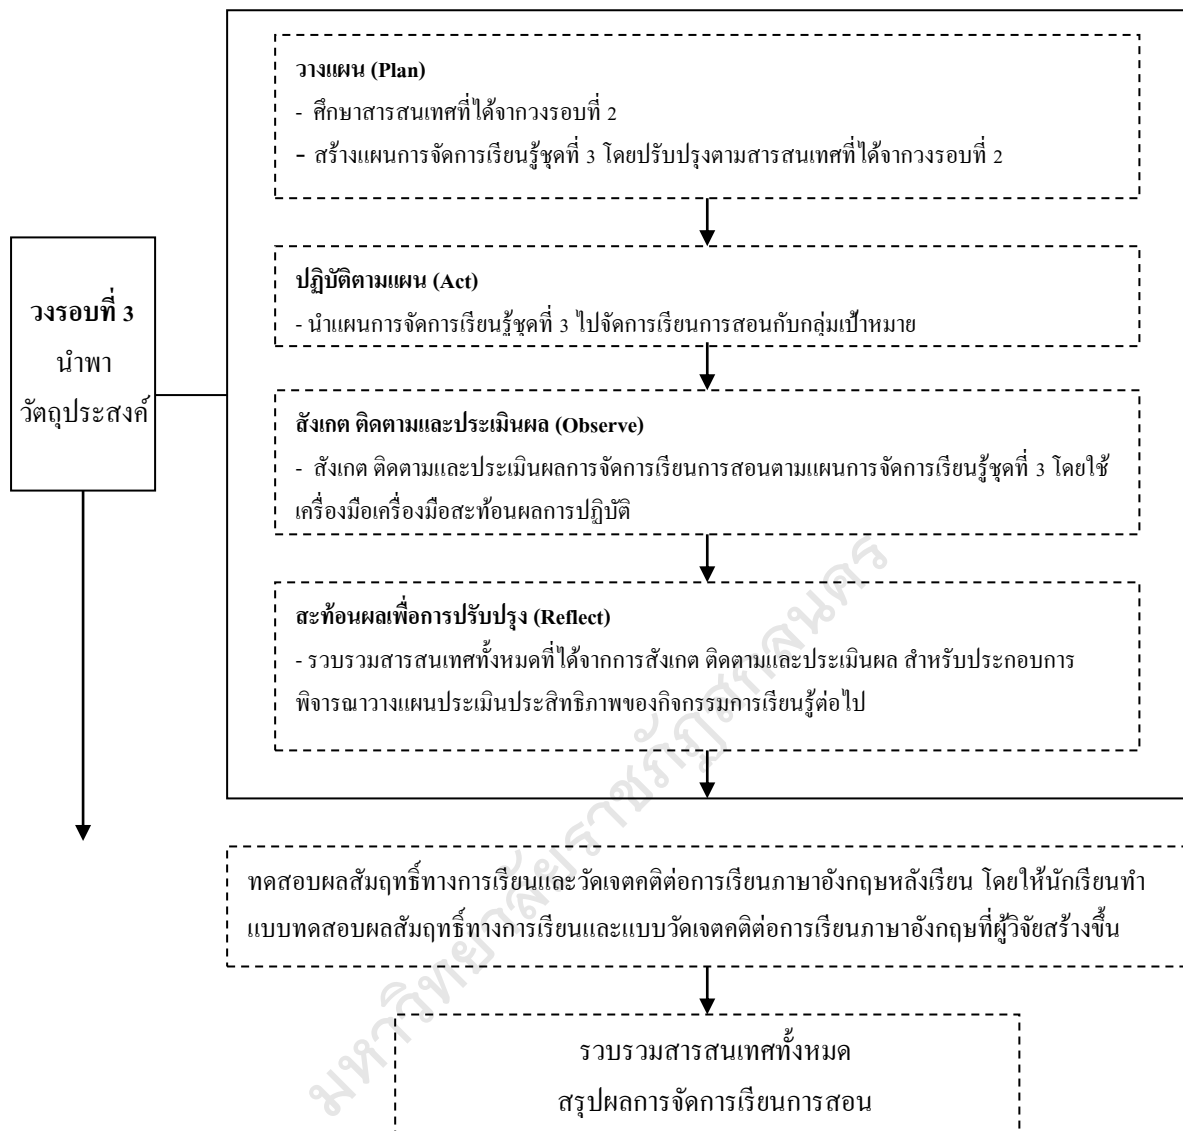 วางแผน (Plan)
- ศึกษาสารสนเทศที่ได้จากวงรอบที่ 2
- สร้างแผนการจัดการเรียนรู้ชุดที่ 3 โดยปรับปรุงตามสารสนเทศที่ได้จากวงรอบที่ 2
วงรอบที่ 3
นำพา
วัตถุประสงค์
ปฏิบัติตามแผน (Act)
- นำแผนการจัดการเรียนรู้ชุดที่ 3 ไปจัดการเรียนการสอนกับกลุ่มเป้าหมาย
สังเกต ติดตามและประเมินผล (Observe)
- สังเกต ติดตามและประเมินผลการจัดการเรียนการสอนตามแผนการจัดการเรียนรู้ชุดที่ 3 โดยใช้
เครื่องมือเครื่องมือสะท้อนผลการปฏิบัติ
สะท้อนผลเพื่อการปรับปรุง (Reflect)
- รวบรวมสารสนเทศทั้งหมดที่ได้จากการสังเกต ติดตามและประเมินผล สำหรับประกอบการ
พิจารณาวางแผนประเมินประสิทธิภาพของกิจกรรมการเรียนรู้ต่อไป
ทดสอบผลสัมฤทธิ์ทางการเรียนและวัดเจตคติต่อการเรียนภาษาอังกฤษหลังเรียน โดยให้นักเรียนทำ
แบบทดสอบผลสัมฤทธิ์ทางการเรียนและแบบวัดเจตคติต่อการเรียนภาษาอังกฤษที่ผู้วิจัยสร้างขึ้น
รวบรวมสารสนเทศทั้งหมด
สรุปผลการจัดการเรียนการสอน
มหาวิทยาลัยราชภัฏสกลนคร